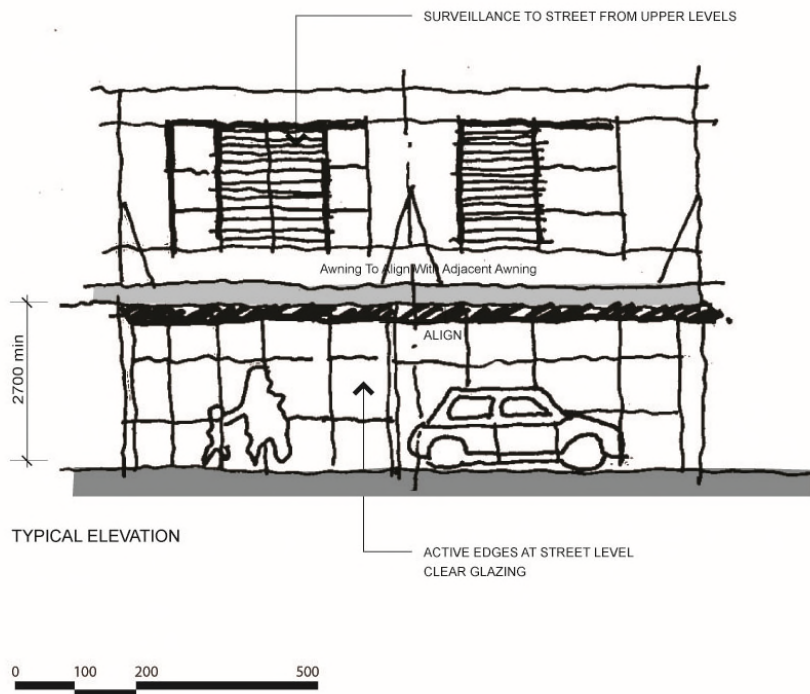 SURVEILLANCE TO STREET FROM UPPER LEVELS
Awning To Align With Adjacent Awning
ALIGN
2700 min
TYPICAL ELEVATION
ACTIVE EDGES AT STREET LEVEL
CLEAR GLAZING
0 100 200 500